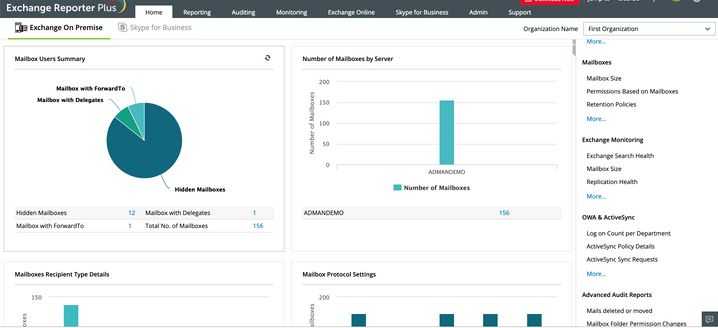 Exchange Reporter Plus
Home Reporting Auditing Monitoring Exchange Online Skype for Business Admin Support
Exchange On Premise Skype for Business
Organization Name First Organization
Mailbox Users Summary
Mailbox with ForwardTo
Mailbox with Delegates
Hidden Mailboxes
Hidden Mailboxes 12 Mailbox with Delegates 1
Mailbox with ForwardTo 1 Total No. of Mailboxes 156
Number of Mailboxes by Server
Number of Mailboxes
200
150
100
50
0
ADMANDEMO
Number of Mailboxes
ADMANDEMO 156
Mailboxes Recipient Type Details
150
Mailbox Protocol Settings
200
More...
Mailboxes
Mailbox Size
Permissions Based on Mailboxes
Retention Policies
More...
Exchange Monitoring
Exchange Search Health
Mailbox Size
Replication Health
More...
OWA & ActiveSync
Log on Count per Department
ActiveSync Policy Details
ActiveSync Sync Requests
More...
Advanced Audit Reports
Mails deleted or moved
Mailbox Folder Permission Changes